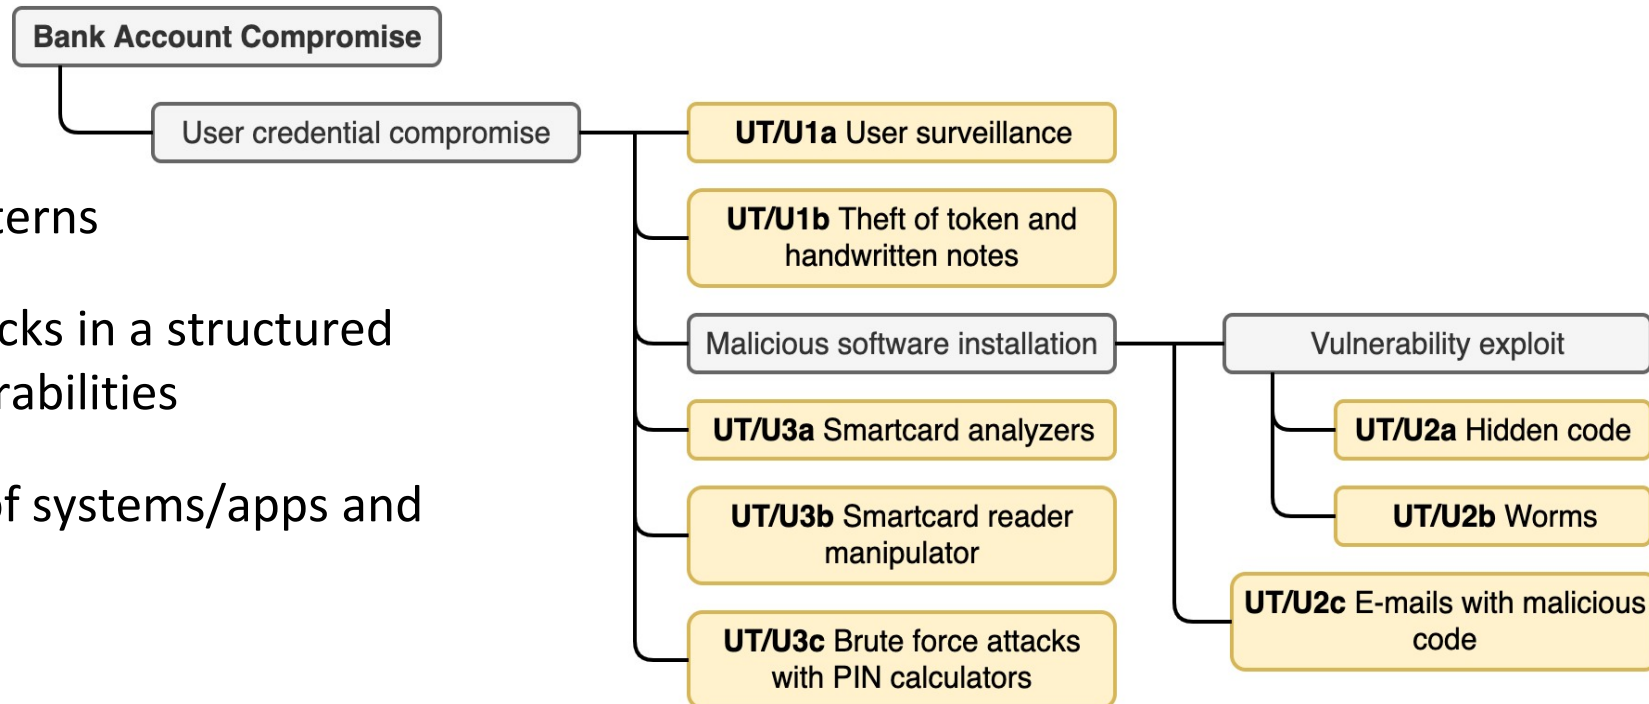 Bank Account Compromise
User credential compromise
terns
cks in a structured
rabilities
of systems/apps and
UT/U1a User surveillance
UT/U1b Theft of token and
handwritten notes
Malicious software installation
UT/U3a Smartcard analyzers
UT/U3b Smartcard reader
manipulator
UT/U3c Brute force attacks
with PIN calculators
Vulnerability exploit
UT/U2a Hidden code
UT/U2b Worms
UT/U2c E-mails with malicious
code